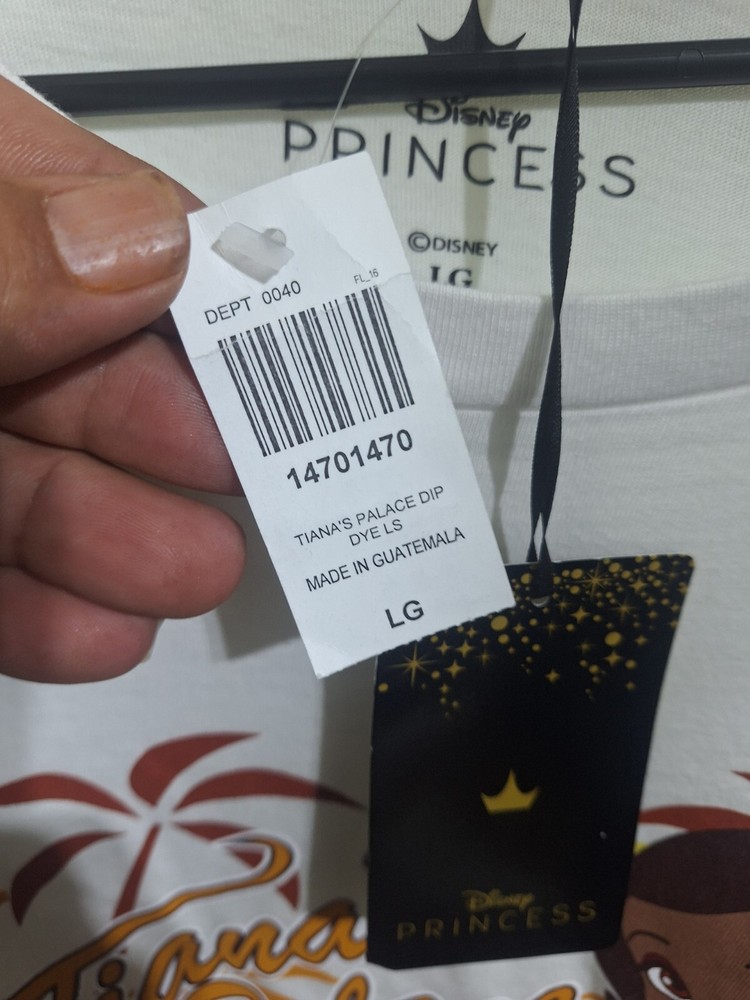 Disney
PRINCESS
©DISNEY
LG
DEPT 0040
FL_16
14701470
TIANA'S PALACE DIP
DYE LS
MADE IN GUATEMALA
LG
Disney
PRINCESS
Tiana's